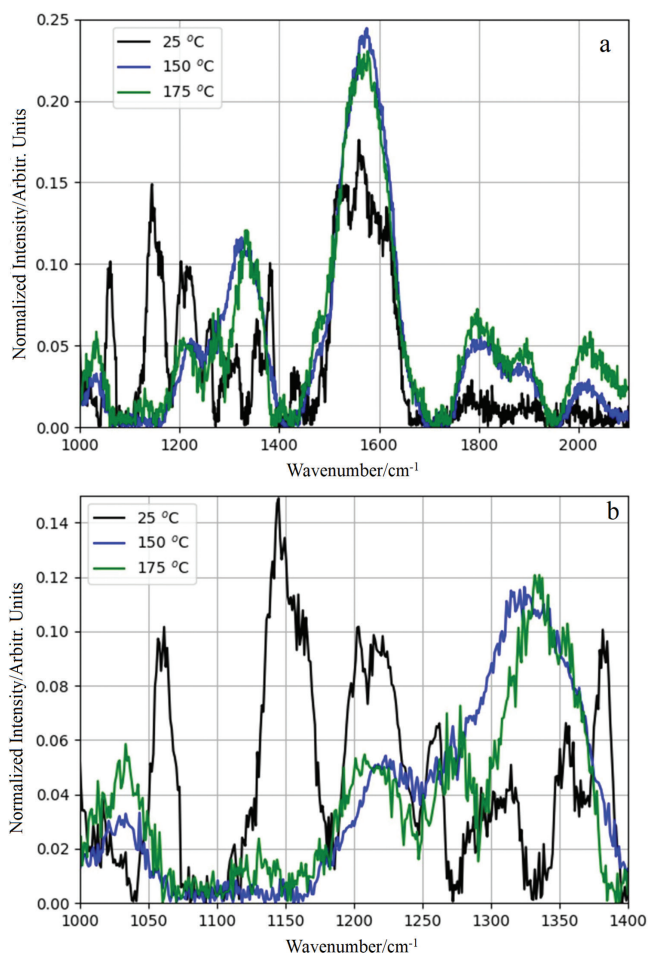 0.25
0.20
0.15
0.10
0.05
0.00
Normalized Intensity/Arbitr. Units
25 °C
150 °C
175 °C
a
1000 1200 1400 1600 1800 2000
Wavenumber/cm-1
0.14
0.12
0.10
0.08
0.06
0.04
0.02
0.00
Normalized Intensity/Arbitr. Units
25 °C
150 °C
175 °C
b
1000 1050 1100 1150 1200 1250 1300 1350 1400
Wavenumber/cm-1